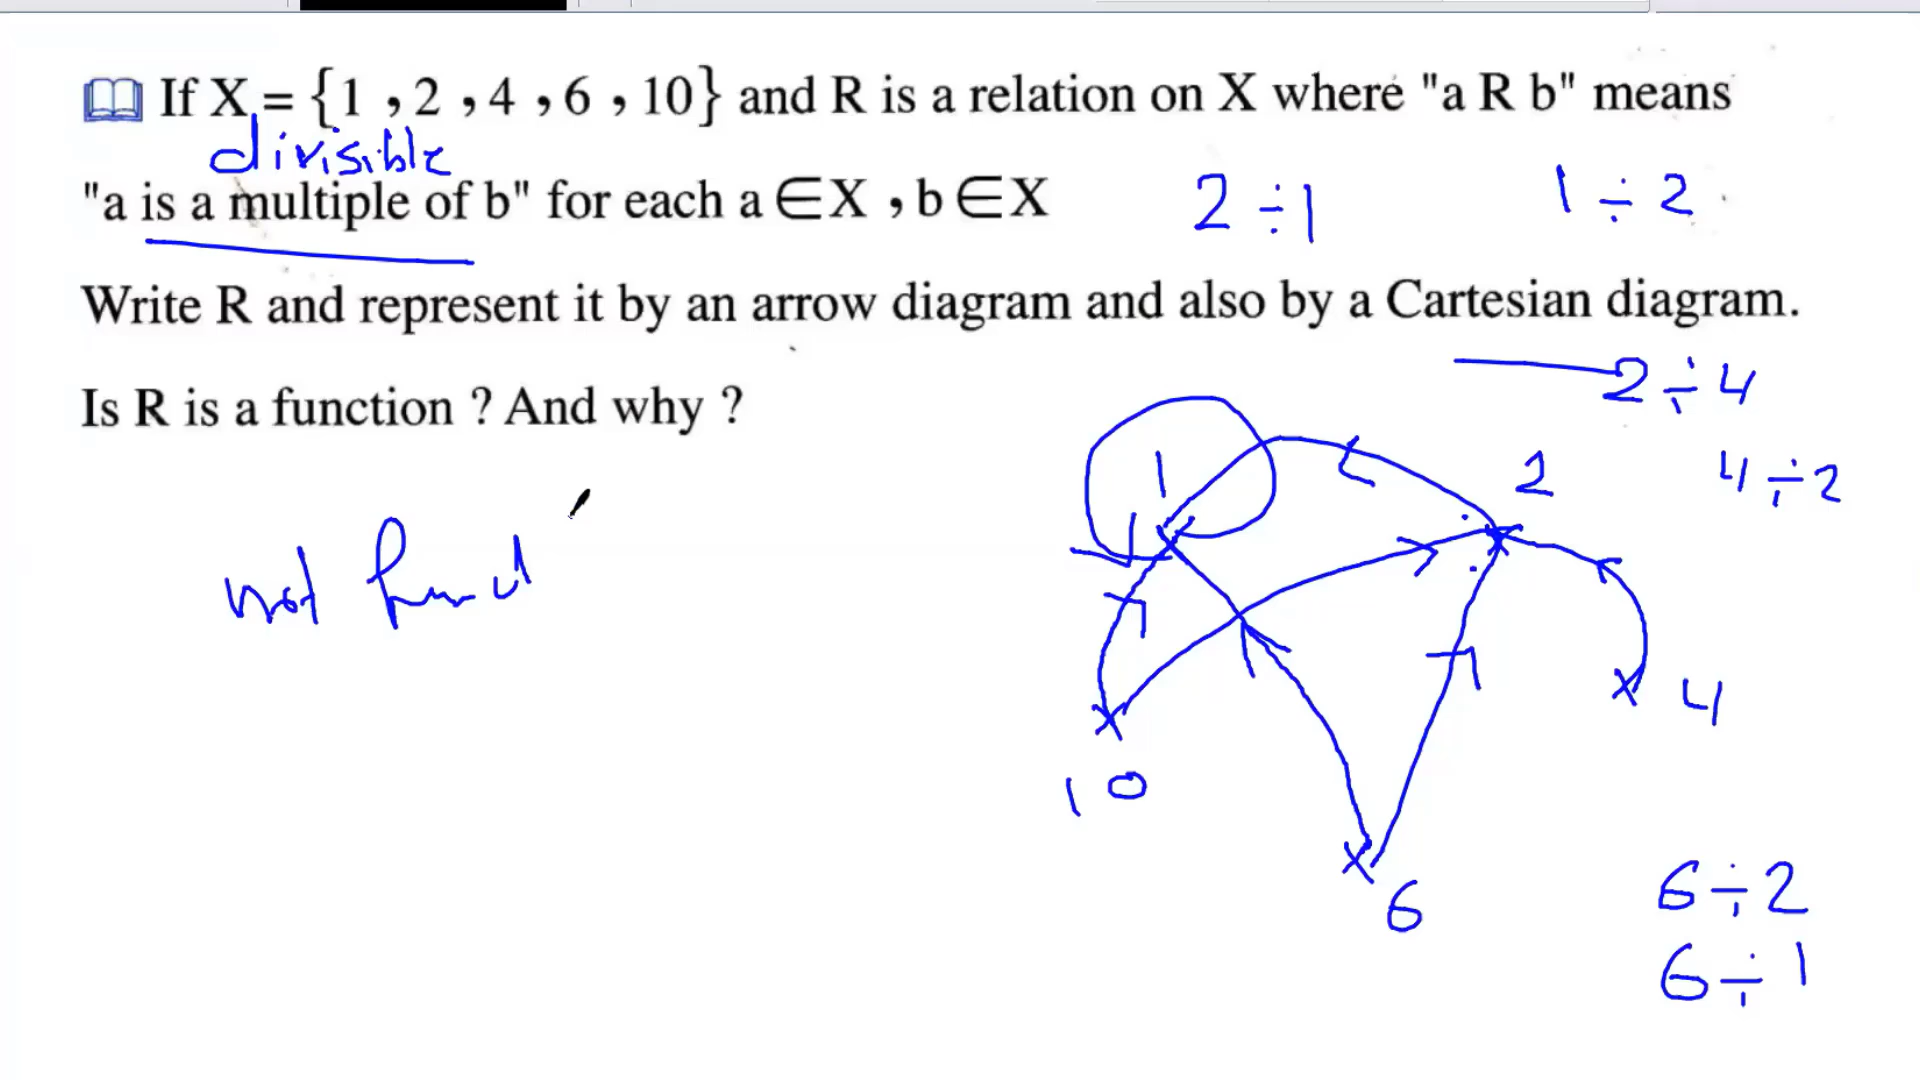 If X = {1 , 2 , 4 , 6 , 10} and R is a relation on X where "a R b" means
divisible
"a is a multiple of b" for each a ∈ X , b ∈ X
2 ÷ 1
1 ÷ 2
Write R and represent it by an arrow diagram and also by a Cartesian diagram.
2 ÷ 4
Is R is a function ? And why ?
1
2
4 ÷ 2
not
4
10
6 ÷ 2
6
6 ÷ 1